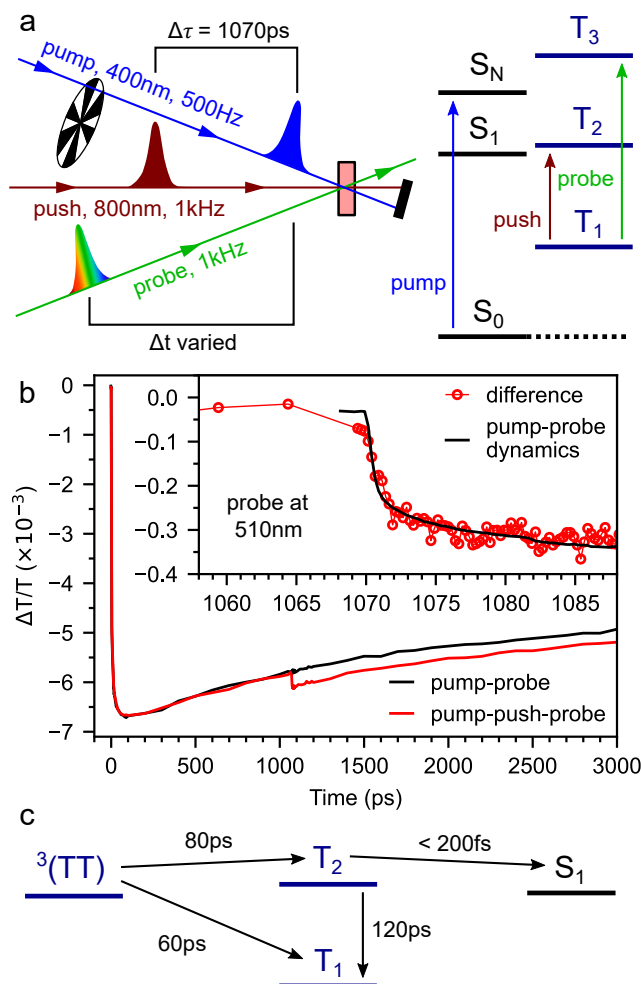 a
Δτ = 1070ps
pump, 400nm, 500Hz
push, 800nm, 1kHz
probe, 1kHz
Δt varied
S_N
S_1
S_0
T_3
T_2
T_1
pump
push
probe
b
ΔT/T (×10⁻³)
0
−1
−2
−3
−4
−5
−6
−7
0.0
−0.1
−0.2
−0.3
−0.4
difference
pump-probe
dynamics
probe at
510nm
1060 1065 1070 1075 1080 1085
pump-probe
pump-push-probe
0 500 1000 1500 2000 2500 3000
Time (ps)
c
³(TT)
80ps
T_2
< 200fs
S_1
60ps
T_1
120ps